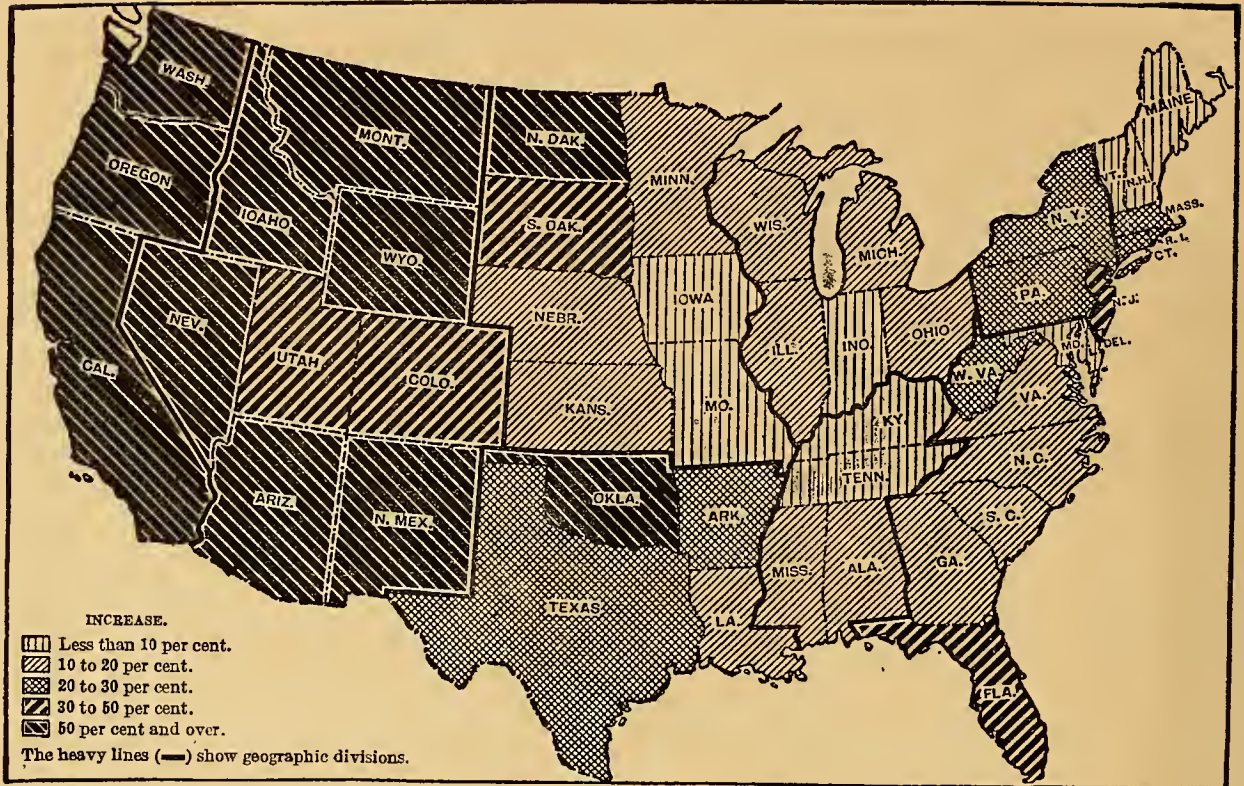 WASH.
OREGON
CAL.
IDAHO
NEV.
MONT.
WYO.
UTAH
COLO.
ARIZ.
N. MEX.
N. DAK.
S. DAK.
NEBR.
KANS.
OKLA.
TEXAS
MINN.
IOWA
MO.
ARK.
LA.
WIS.
ILL.
MICH.
IND.
OHIO
KY.
TENN.
MISS.
ALA.
GA.
FLA.
S. C.
N. C.
VA.
W. VA.
MD.
DEL.
PA.
N. J.
N. Y.
CT.
R. I.
MASS.
VT.
N.H.
MAINE
INCREASE.
Less than 10 per cent.
10 to 20 per cent.
20 to 30 per cent.
30 to 50 per cent.
50 per cent and over.
The heavy lines (▬) show geographic divisions.